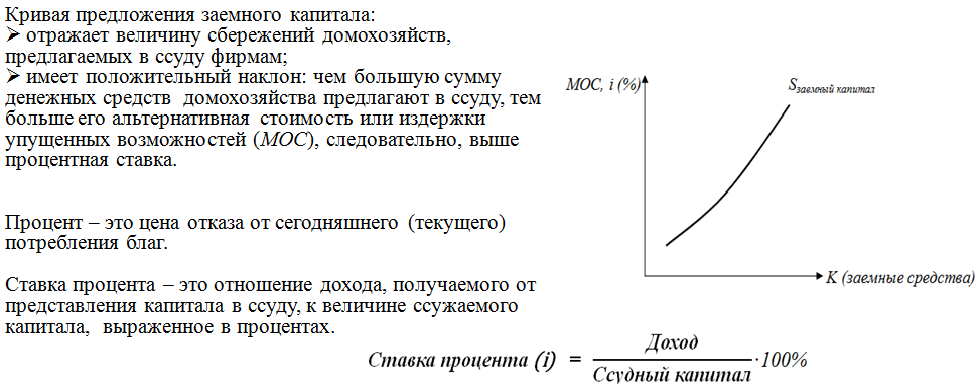 Кривая предложения заемного капитала:
➢ отражает величину сбережений домохозяйств,
предлагаемых в ссуду фирмам;
➢ имеет положительный наклон: чем большую сумму
денежных средств домохозяйства предлагают в ссуду, тем
больше его альтернативная стоимость или издержки
упущенных возможностей (МОС), следовательно, выше
процентная ставка.
Процент – это цена отказа от сегодняшнего (текущего)
потребления благ.
Ставка процента – это отношение дохода, получаемого от
представления капитала в ссуду, к величине ссужаемого
капитала, выраженное в процентах.
МОС, i (%)
Sзаемный капитал
К (заемные средства)
Ставка процента (i) = Доход / Ссудный капитал ·100%